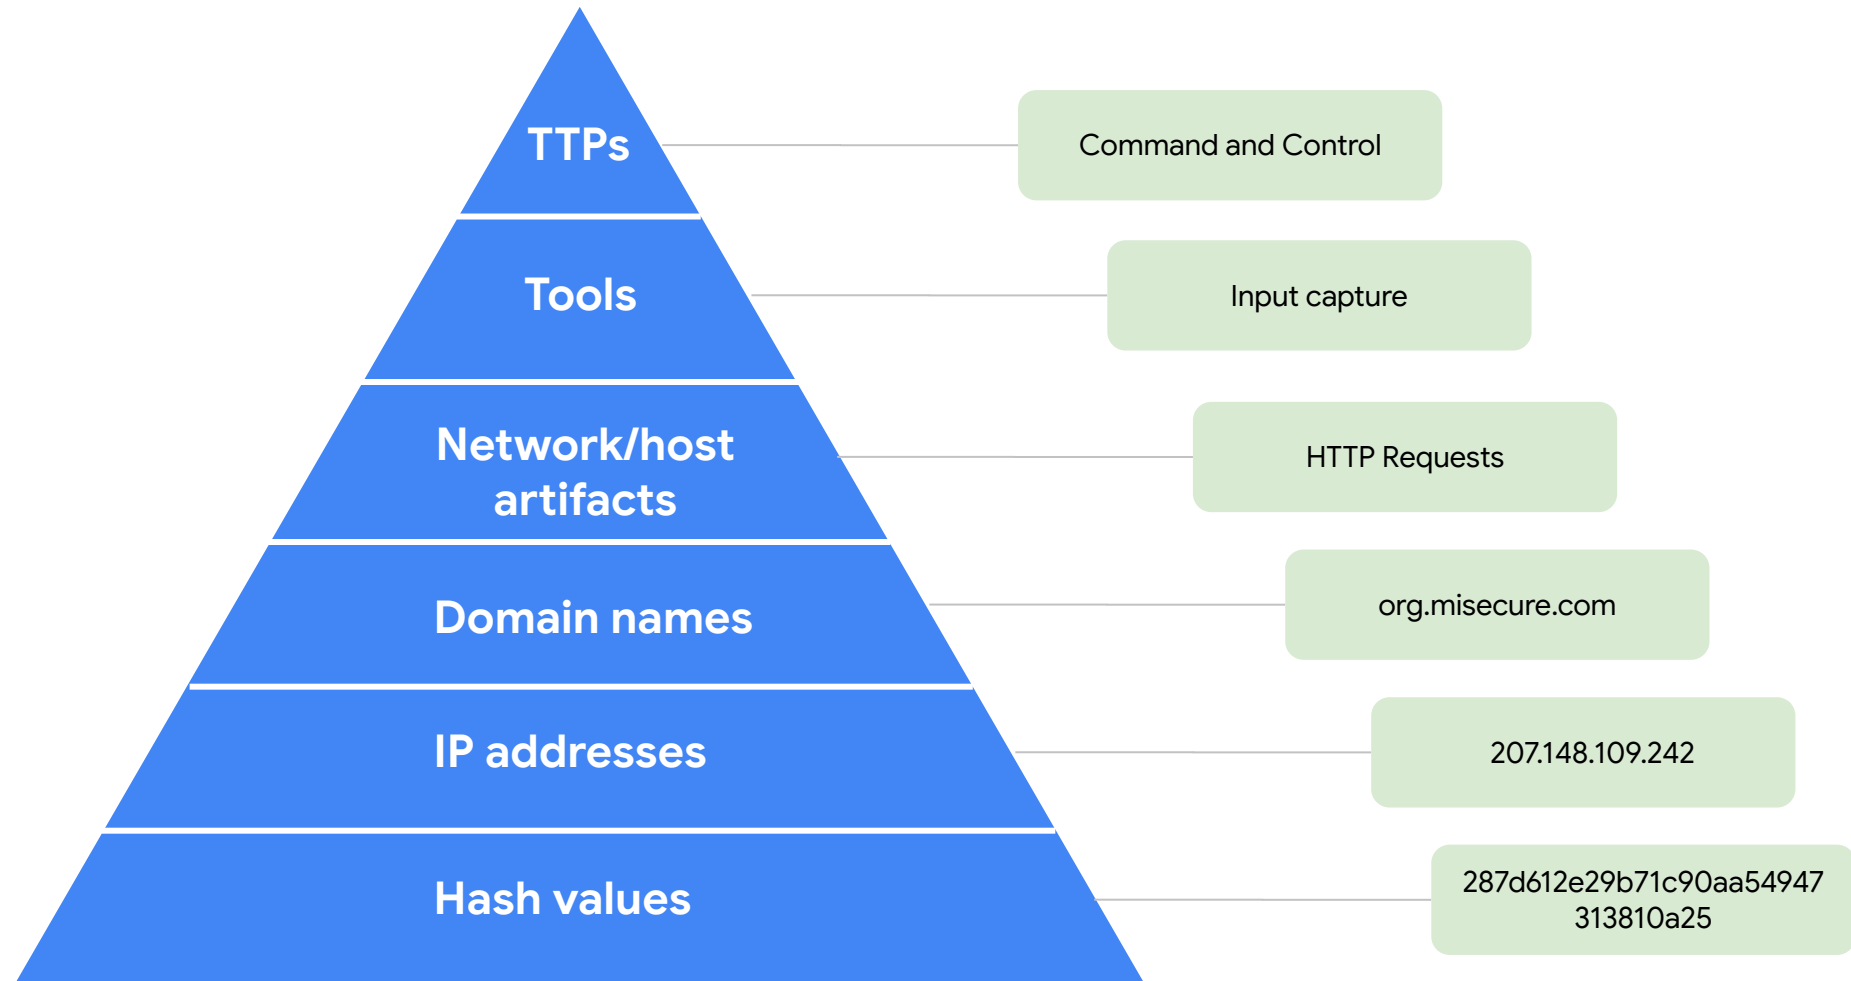 TTPs
Command and Control
Tools
Input capture
Network/host
artifacts
HTTP Requests
Domain names
org.misecure.com
IP addresses
207.148.109.242
Hash values
287d612e29b71c90aa54947
313810a25